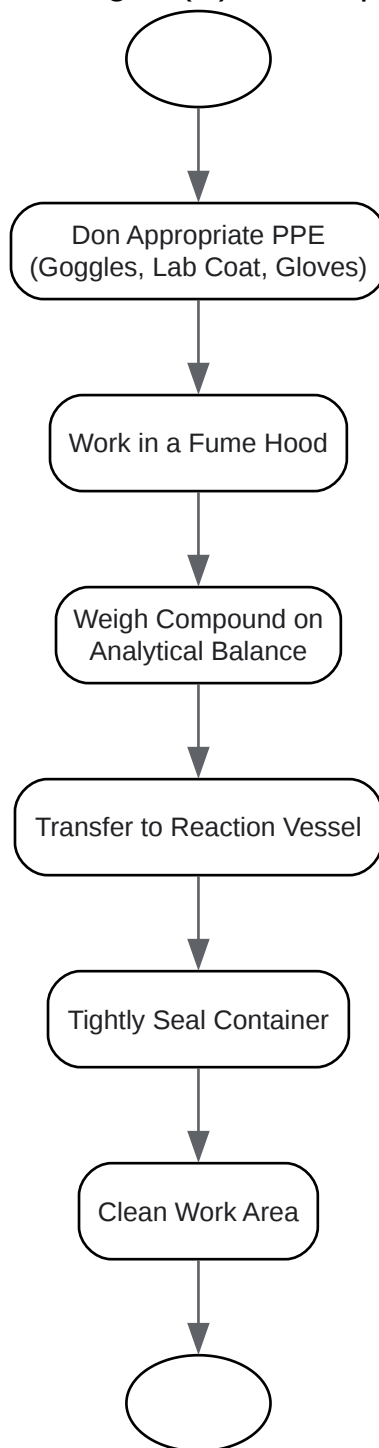 Don Appropriate PPE
(Goggles, Lab Coat, Gloves)
Work in a Fume Hood
Weigh Compound on
Analytical Balance
Transfer to Reaction Vessel
Tightly Seal Container
Clean Work Area